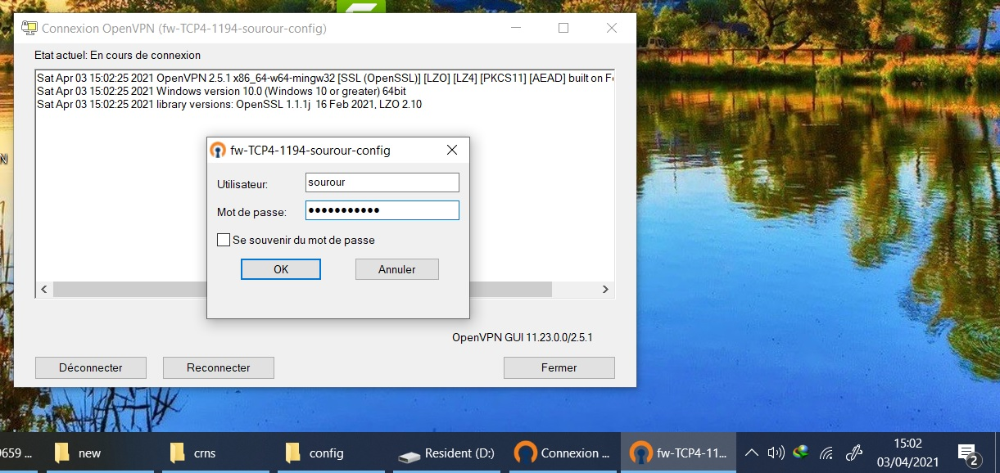 Connexion OpenVPN (fw-TCP4-1194-sourour-config)
Etat actuel: En cours de connexion
Sat Apr 03 15:02:25 2021 OpenVPN 2.5.1 x86_64-w64-mingw32 [SSL (OpenSSL)] [LZO] [LZ4] [PKCS11] [AEAD] built on
Sat Apr 03 15:02:25 2021 Windows version 10.0 (Windows 10 or greater) 64bit
Sat Apr 03 15:02:25 2021 library versions: OpenSSL 1.1.1j 16 Feb 2021, LZO 2.10
fw-TCP4-1194-sourour-config
Utilisateur: sourour
Mot de passe: •••••••••••
Se souvenir du mot de passe
OK Annuler
OpenVPN GUI 11.23.0.0/2.5.1
Déconnecter Reconnecter Fermer
N
9659 ... new crns config Resident (D:) Connexion ... fw-TCP4-11... 15:02
03/04/2021
2